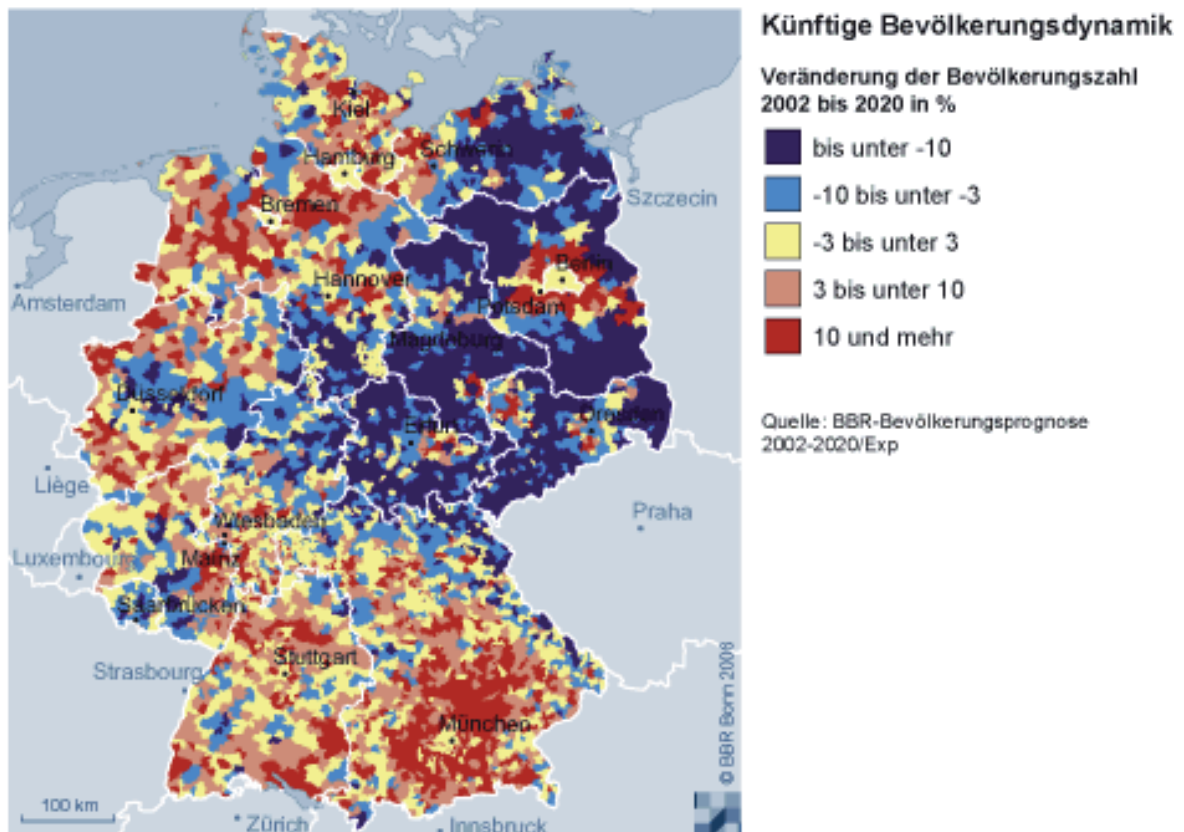 Künftige Bevölkerungsdynamik
Veränderung der Bevölkerungszahl
2002 bis 2020 in %
bis unter -10
-10 bis unter -3
-3 bis unter 3
3 bis unter 10
10 und mehr
Quelle: BBR-Bevölkerungsprognose
2002-2020/Exp
Kiel
Hamburg
Schwerin
Szczecin
Bremen
Berlin
Hannover
Potsdam
Amsterdam
Magdeburg
Düsseldorf
Dresden
Erfurt
Liège
Praha
Wiesbaden
Luxembourg
Mainz
Saarbrücken
Stuttgart
Strasbourg
München
100 km
Zürich
Innsbruck
© BBR Bonn 2006